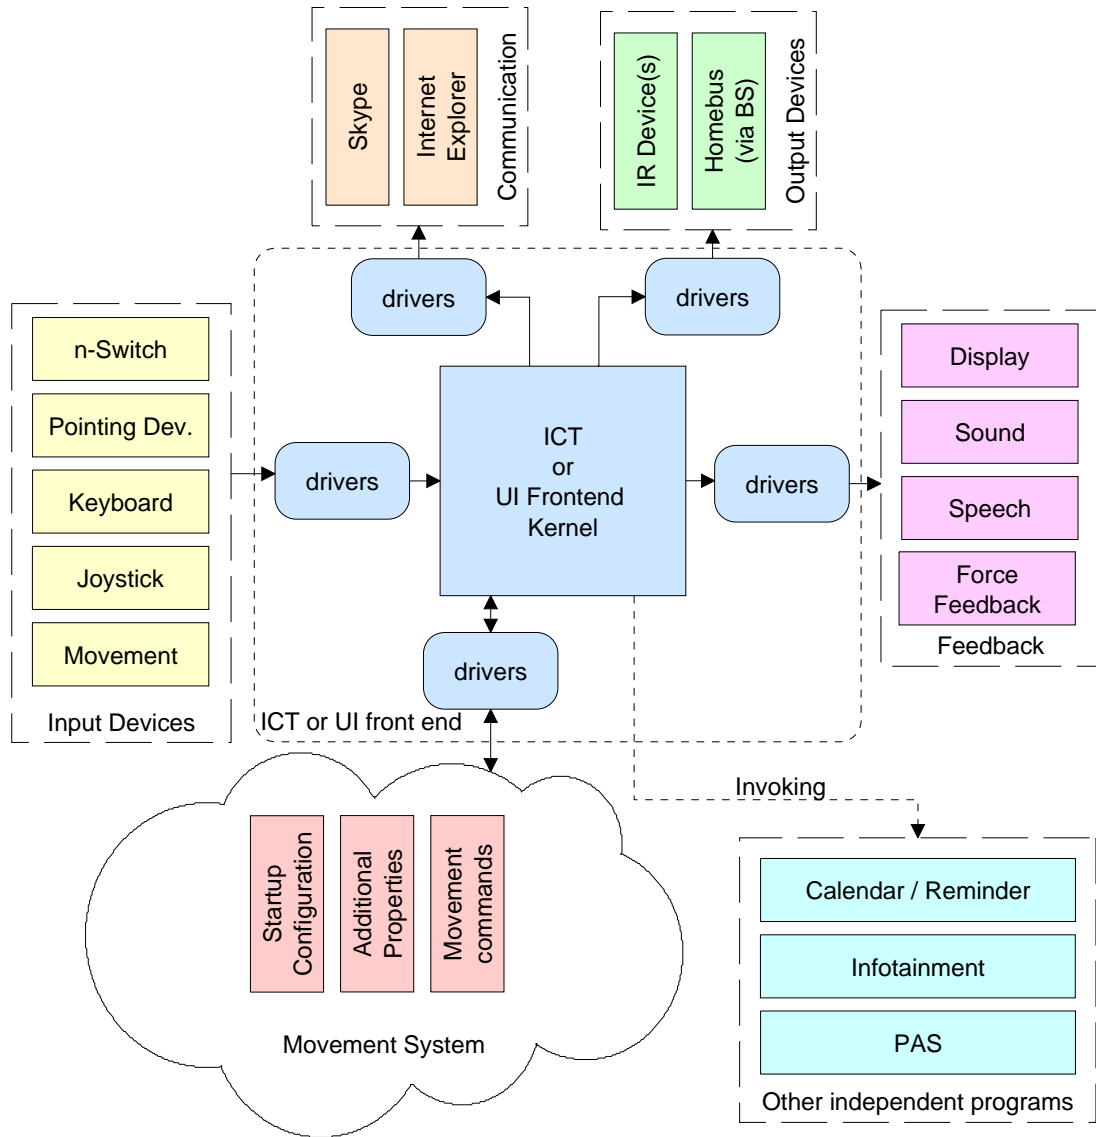 Skype
Internet
Explorer
Communication
IR Device(s)
Homebus
(via BS)
Output Devices
drivers
drivers
n-Switch
Pointing Dev.
Keyboard
Joystick
Movement
Input Devices
drivers
ICT
or
UI Frontend
Kernel
drivers
Display
Sound
Speech
Force
Feedback
Feedback
drivers
ICT or UI front end
Invoking
Startup
Configuration
Additional
Properties
Movement
commands
Movement System
Calendar / Reminder
Infotainment
PAS
Other independent programs